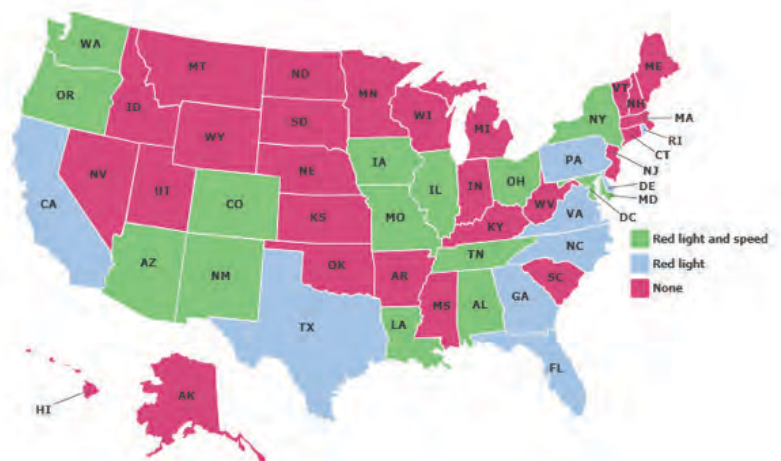 WA
MT
ND
MN
ME
VT
NH
OR
ID
SD
WI
NY
MA
MI
RI
WY
CT
IA
PA
NJ
NE
NV
OH
DE
IL
IN
MD
UT
CA
CO
WV
VA
DC
KS
MO
KY
Red light and speed
NC
TN
OK
AZ
Red light
NM
AR
SC
None
GA
MS
AL
TX
LA
FL
AK
HI